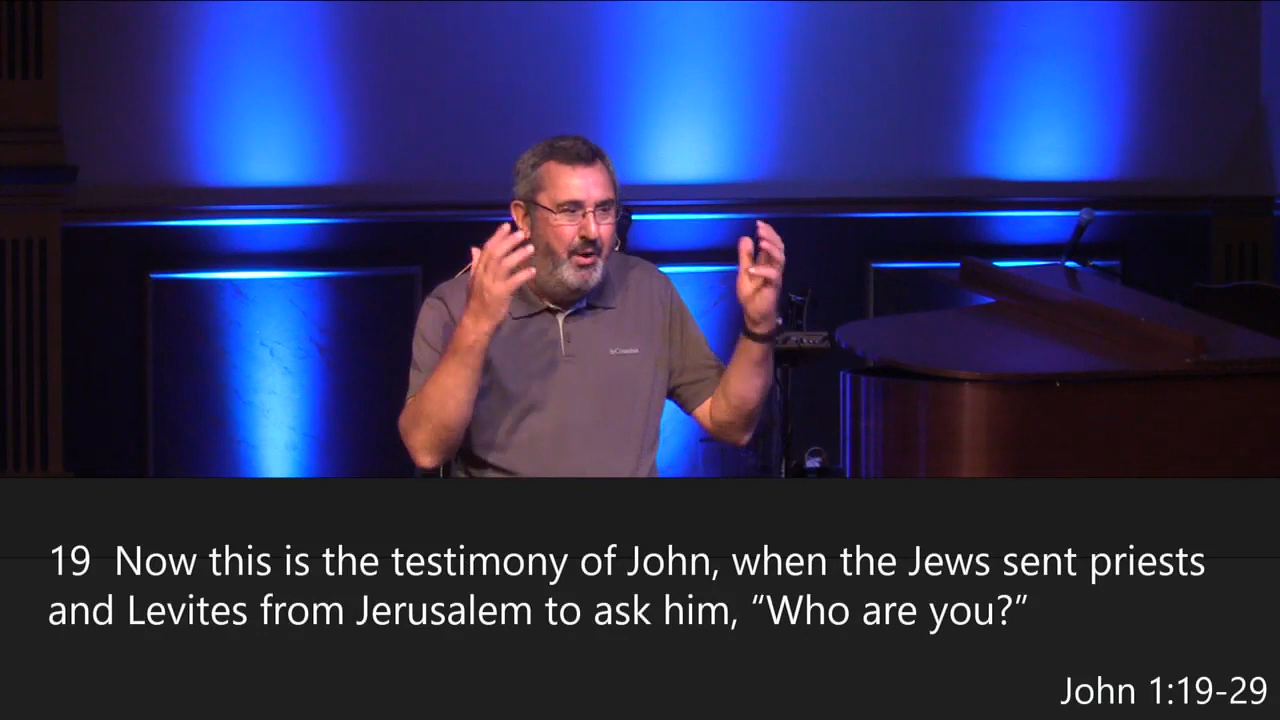 Columbia
19 Now this is the testimony of John, when the Jews sent priests
and Levites from Jerusalem to ask him, “Who are you?”
John 1:19-29